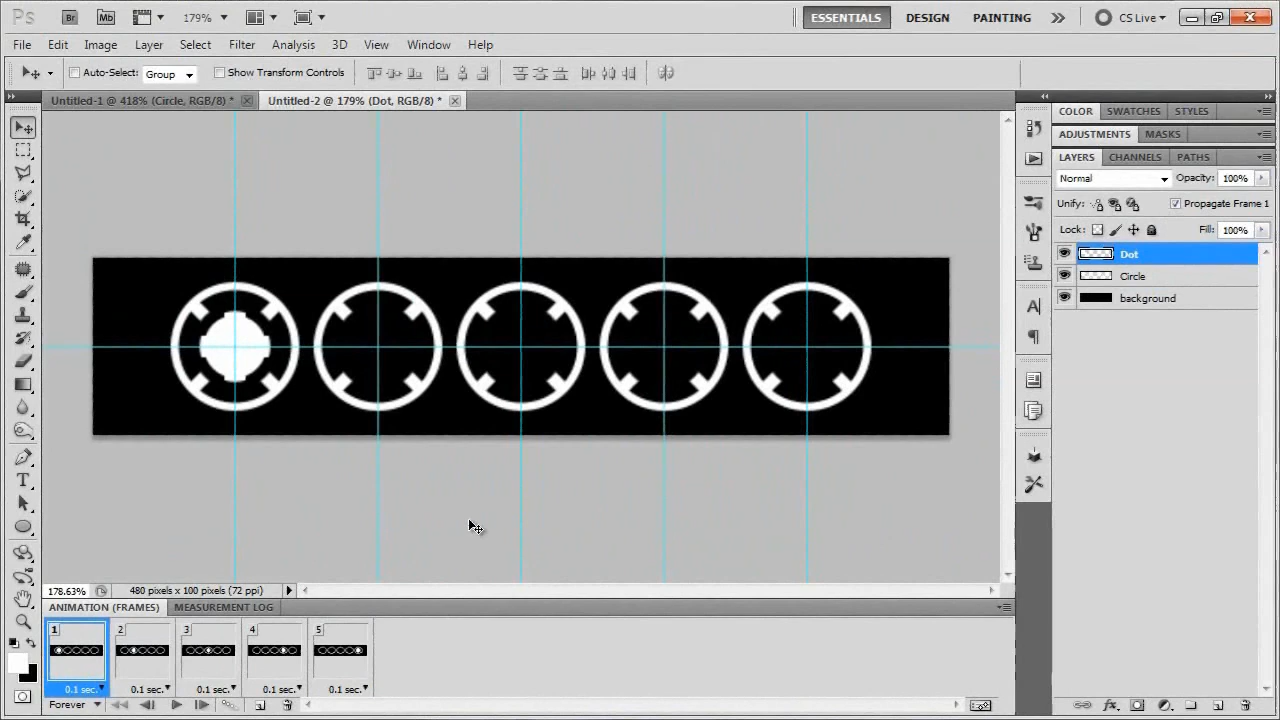 Ps Br Mb 179% ESSENTIALS DESIGN PAINTING CS Live
File Edit Image Layer Select Filter Analysis 3D View Window Help
Auto-Select: Group Show Transform Controls
Untitled-1 @ 418% (Circle, RGB/8) * Untitled-2 @ 179% (Dot, RGB/8) *
COLOR SWATCHES STYLES
ADJUSTMENTS MASKS
LAYERS CHANNELS PATHS
Normal Opacity: 100%
Unify: Propagate Frame 1
Lock: Fill: 100%
Dot
Circle
background
178.63% 480 pixels x 100 pixels (72 ppi)
ANIMATION (FRAMES) MEASUREMENT LOG
1 2 3 4 5
0.1 sec. 0.1 sec. 0.1 sec. 0.1 sec. 0.1 sec.
Forever